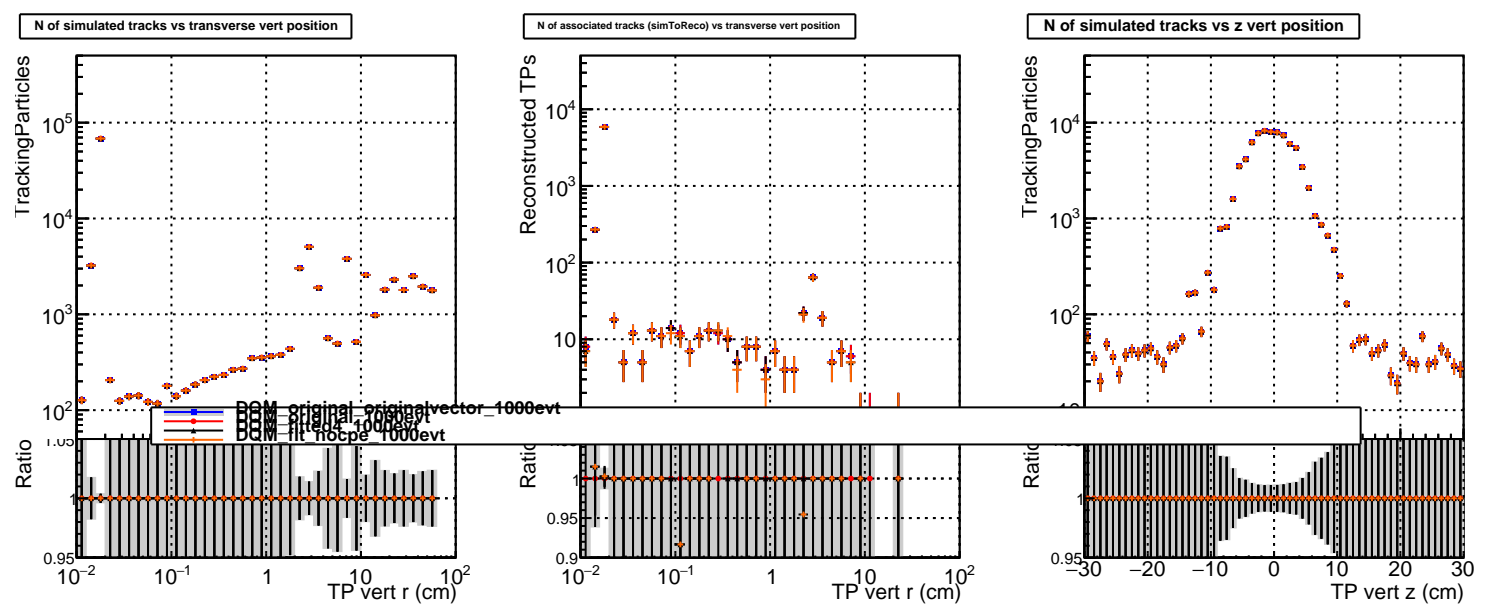 N of simulated tracks vs transverse vert position
N of associated tracks (simToReco) vs transverse vert position
N of simulated tracks vs z vert position
TrackingParticles
10^5
10^4
10^3
10^2
Reconstructed TPs
10^4
10^3
10^2
10
TrackingParticles
10^4
10^3
10^2
10
DQM_original_originalvector_1000evt
DQM_original_1000evt
DQM_fitted4_1000evt
DQM_fit_nocpe_1000evt
Ratio
1.05
1
0.95
10^−2
10^−1
1
10
10^2
TP vert r (cm)
Ratio
1
0.95
0.9
10^−2
10^−1
1
10
10^2
TP vert r (cm)
Ratio
1
0.95
−30
−20
−10
0
10
20
30
TP vert z (cm)